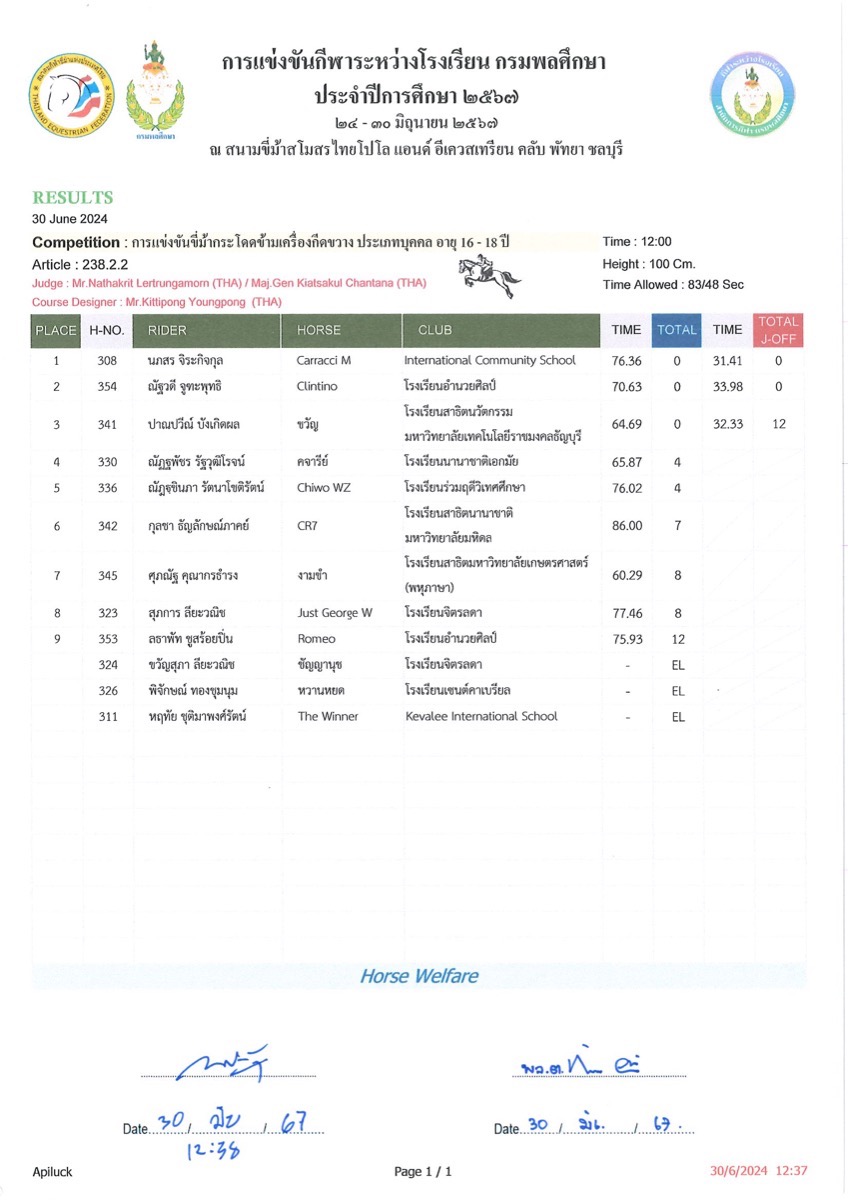 การแข่งขันกีฬาระหว่างโรงเรียน กรมพลศึกษา
ประจำปีการศึกษา ๒๕๖๗
๒๔ - ๓๐ มิถุนายน ๒๕๖๗
ณ สนามขี่ม้าสโมสรไทยโปโล แอนด์ อีเควสเทรียน คลับ พัทยา ชลบุรี
THAILAND EQUESTRIAN FEDERATION
กรมพลศึกษา
RESULTS
30 June 2024
Competition : การแข่งขันขี่ม้ากระโดดข้ามเครื่องกีดขวาง ประเภทบุคคล อายุ 16 - 18 ปี Time : 12:00
Article : 238.2.2 Height : 100 Cm.
Judge : Mr.Nathakrit Lertrungamorn (THA) / Maj.Gen Kiatsakul Chantana (THA) Time Allowed : 83/48 Sec
Course Designer : Mr.Kittipong Youngpong (THA)
PLACE H-NO. RIDER HORSE CLUB TIME TOTAL TIME TOTAL J-OFF
1 308 นภสร จิระกิจกุล Carracci M International Community School 76.36 0 31.41 0
2 354 ณัฐวดี จูฑะพุทธิ Clintino โรงเรียนอำนวยศิลป์ 70.63 0 33.98 0
3 341 ปาณปวีณ์ บังเกิดผล ขวัญ โรงเรียนสาธิตนวัตกรรม
มหาวิทยาลัยเทคโนโลยีราชมงคลธัญบุรี 64.69 0 32.33 12
4 330 ณัฏฐพัชร รัฐวุฒิโรจน์ คจารีย์ โรงเรียนนานาชาติเอกมัย 65.87 4
5 336 ณัฎฐชินภา รัตนาโชติรัตน์ Chiwo WZ โรงเรียนร่วมฤดีวิเทศศึกษา 76.02 4
6 342 กุลชา ธัญลักษณ์ภาคย์ CR7 โรงเรียนสาธิตนานาชาติ
มหาวิทยาลัยมหิดล 86.00 7
7 345 ศุภณัฐ คุณากรธำรง งามขำ โรงเรียนสาธิตมหาวิทยาลัยเกษตรศาสตร์
(พหุภาษา) 60.29 8
8 323 สุภการ ลียะวณิช Just George W โรงเรียนจิตรลดา 77.46 8
9 353 ลธาพัท ชูสร้อยปิ่น Romeo โรงเรียนอำนวยศิลป์ 75.93 12
324 ขวัญสุภา ลียะวณิช ชัญญานุช โรงเรียนจิตรลดา - EL
326 พิจักษณ์ ทองชุมนุม หวานหยด โรงเรียนเซนต์คาเบรียล - EL
311 หฤทัย ชุติมาพงศ์รัตน์ The Winner Kevalee International School - EL
Horse Welfare
Date 30 / มิย / 67
12:38
Date 30 / มิย. / 67.
Apiluck Page 1 / 1 30/6/2024 12:37